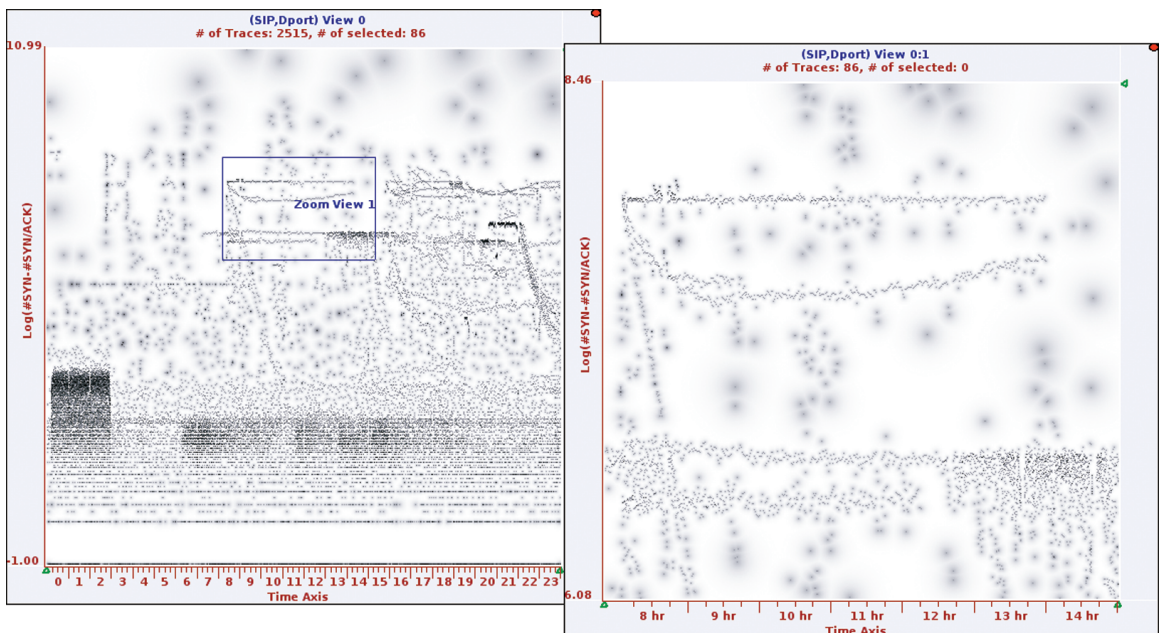 (SIP,Dport) View 0
# of Traces: 2515, # of selected: 86
10.99
Log(#SYN-#SYN/ACK)
Zoom View 1
-1.00
0 1 2 3 4 5 6 7 8 9 10 11 12 13 14 15 16 17 18 19 20 21 22 23
Time Axis
(SIP,Dport) View 0:1
# of Traces: 86, # of selected: 0
8.46
Log(#SYN-#SYN/ACK)
6.08
8 hr 9 hr 10 hr 11 hr 12 hr 13 hr 14 hr
Time Axis